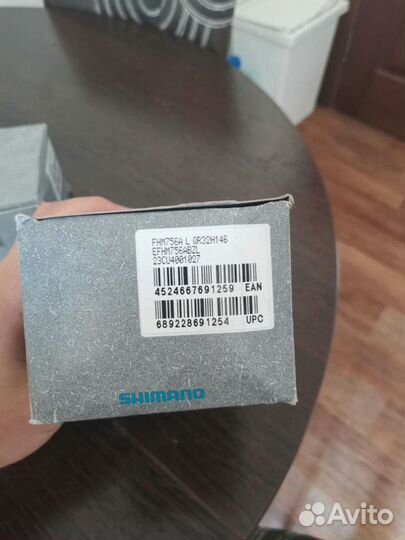 FHM756A L QR32H146
EFHM756ABZL
23CU4001027
4524667691259 EAN
689228691254 UPC
SHIMANO
Avito